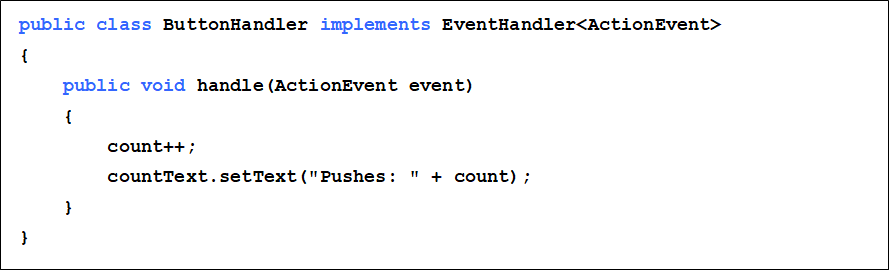 public class ButtonHandler implements EventHandler<ActionEvent>
{
    public void handle(ActionEvent event)
    {
        count++;
        countText.setText("Pushes: " + count);
    }
}